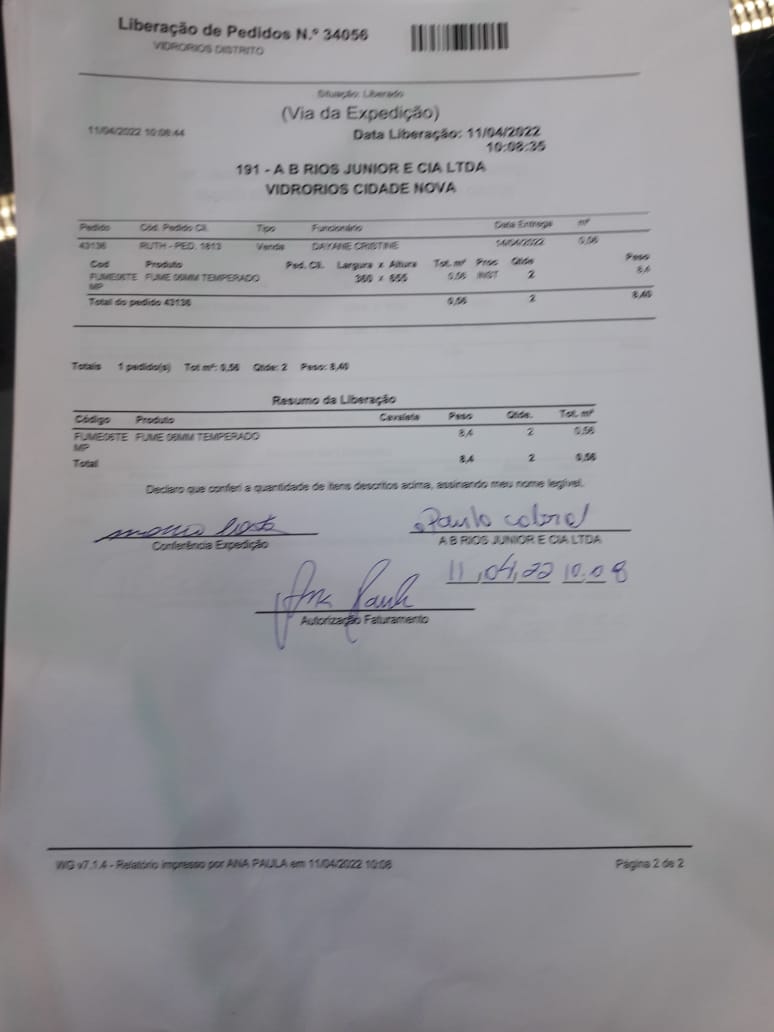 Liberação de Pedidos N.º 34056
VIDRORIOS DISTRITO
Situação: Liberado
(Via da Expedição)
11/04/2022 10:08:44 Data Liberação: 11/04/2022
10:08:35
191 - A B RIOS JUNIOR E CIA LTDA
VIDRORIOS CIDADE NOVA
Pedido Cód. Pedido Cli. Tipo Funcionário Data Entrega m²
43136 RUTH - PED. 1813 Venda DAYANE CRISTINE 14/04/2022 0,56
Cod Produto Ped. Cli. Largura x Altura Tot. m² Proc Qtde Peso
FUME06TE FUME 06MM TEMPERADO 360 x 655 0,56 INST 2 8,4
MP
Total do pedido 43136 0,56 2 8,40
Totais 1 pedido(s) Tot m²: 0,56 Qtde: 2 Peso: 8,40
Resumo da Liberação
Código Produto Cavalete Peso Qtde. Tot. m²
FUME06TE FUME 06MM TEMPERADO 8,4 2 0,56
MP
Total 8,4 2 0,56
Declaro que conferi a quantidade de itens descritos acima, assinando meu nome legível.
Paulo cabral
Conferência Expedição A B RIOS JUNIOR E CIA LTDA
11,04,22 10:08
Ana Paula
Autorização Faturamento
WG v7.1.4 - Relatório impresso por ANA PAULA em 11/04/2022 10:08 Página 2 de 2